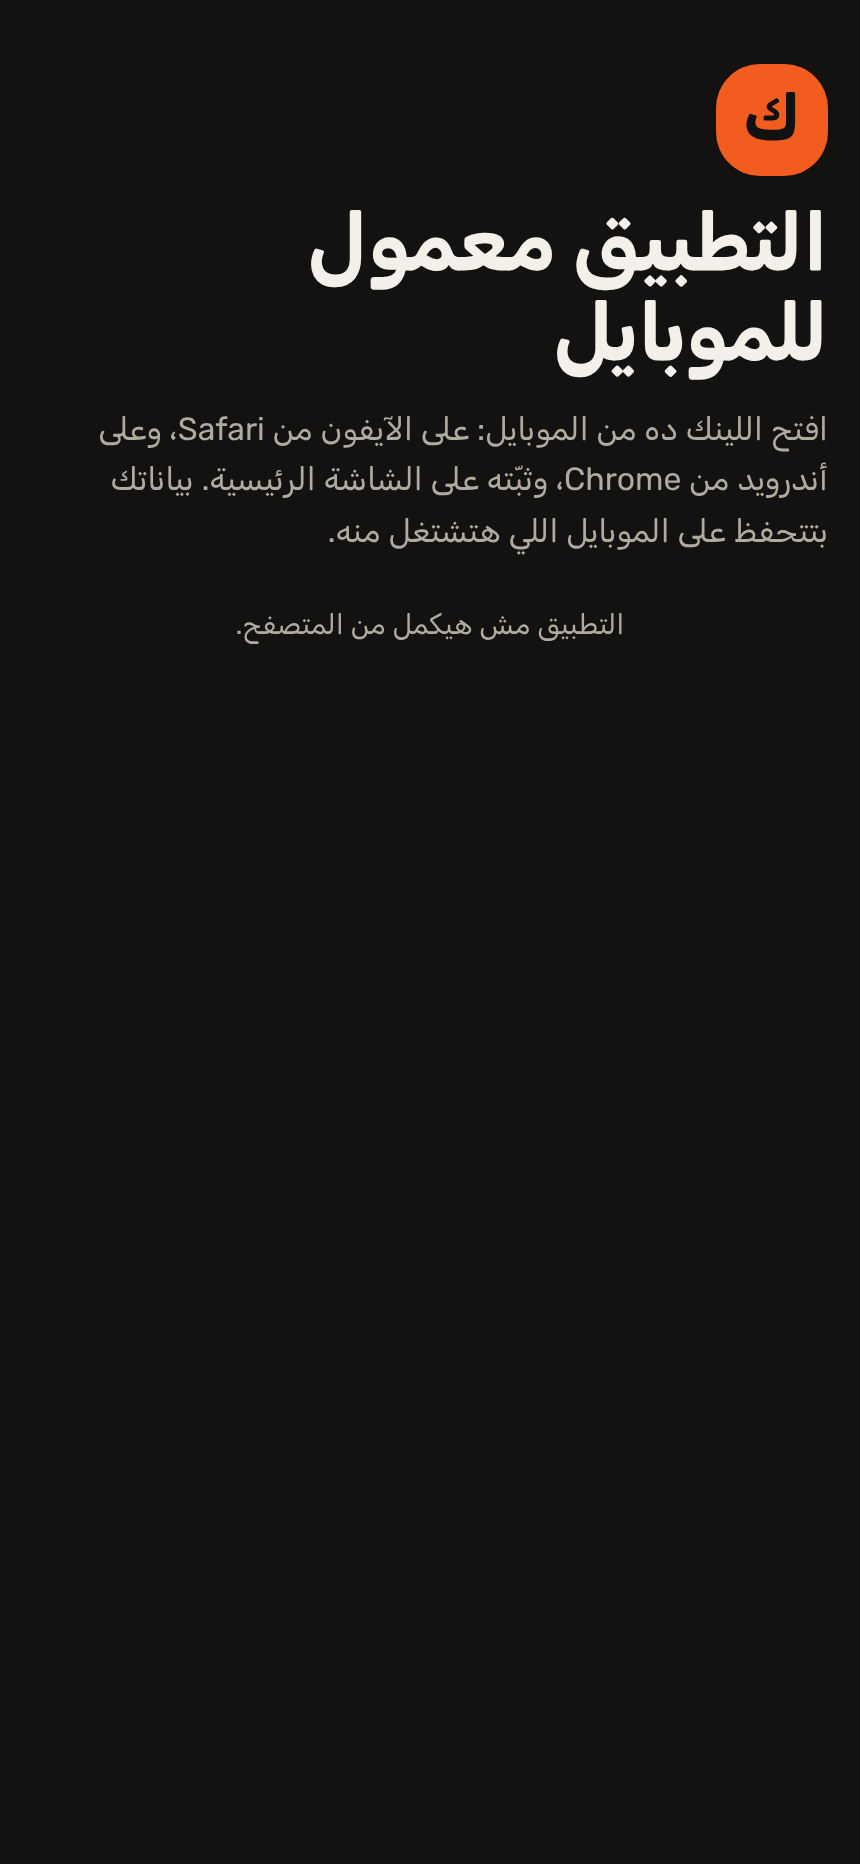 ك
التطبيق معمول
للموبايل
افتح اللينك ده من الموبايل: على الآيفون من Safari، وعلى
أندرويد من Chrome، وثبّته على الشاشة الرئيسية. بياناتك
بتتحفظ على الموبايل اللي هتشتغل منه.
التطبيق مش هيكمل من المتصفح.